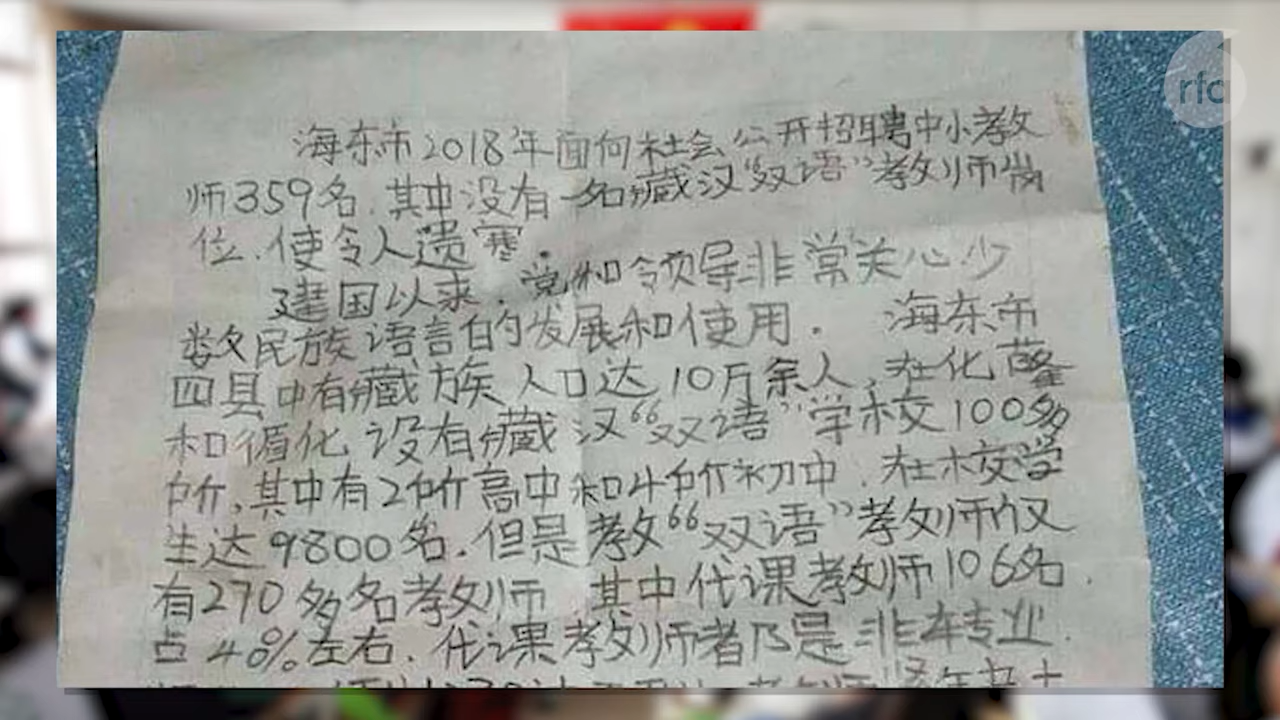 海东市2018年面向社会公开招聘中小教
师359名.其中没有一名藏汉“双语”教师岗
位.使令人遗
建国以来.党和领导非常关心少
数民族语言的发展和使用.海东市
四县中有藏族人口达10万余人.在化隆
和循化设有藏汉“双语”学校100多
所.其中有2所高中和4所初中.在校学
生达9800名.但是教“双语”教师仅
有270多名教师.其中代课教师106名.
占40%左右.代课教师者乃是非本专业.
rfa